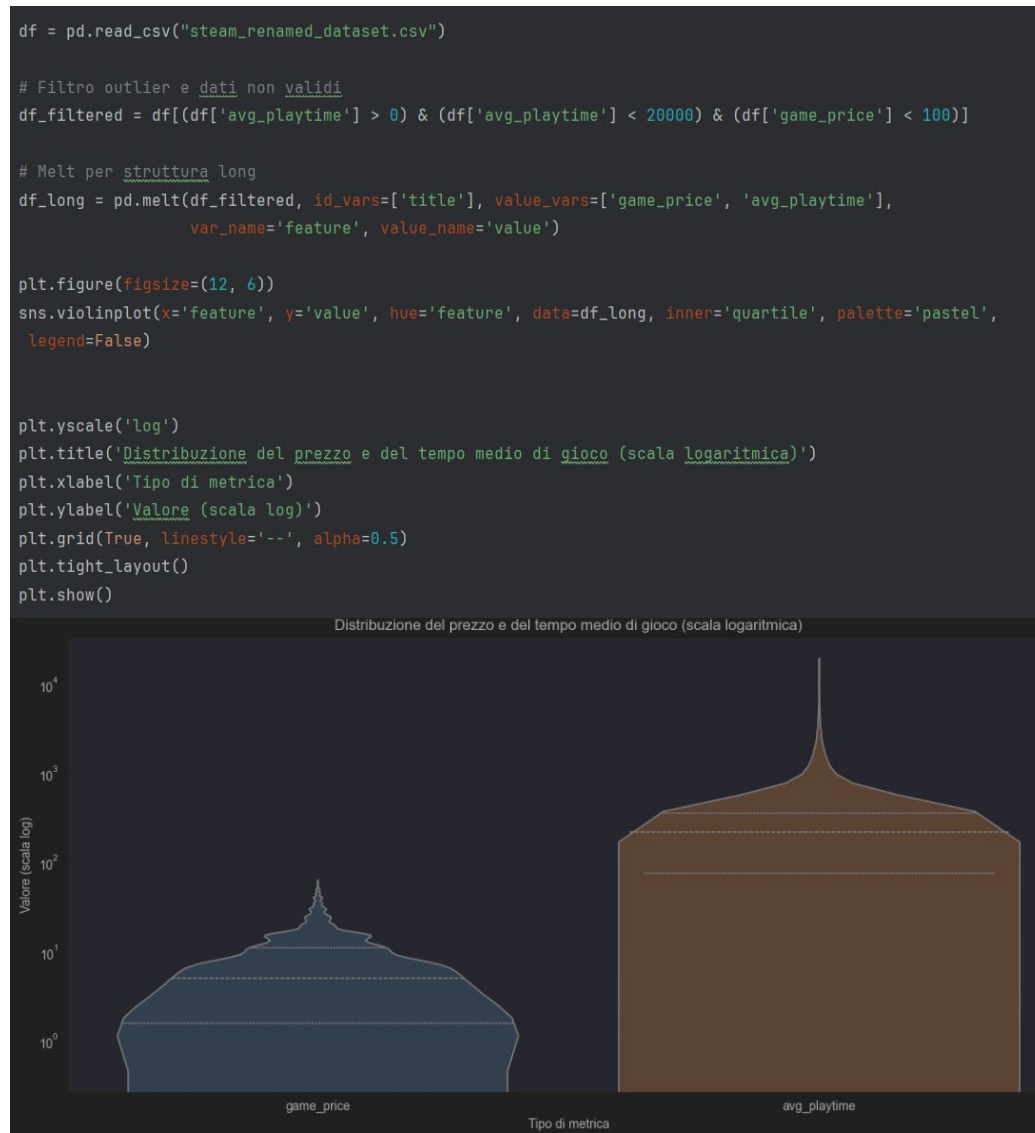 df = pd.read_csv("steam_renamed_dataset.csv")
# Filtro outlier e dati non validi
df_filtered = df[(df['avg_playtime'] > 0) & (df['avg_playtime'] < 20000) & (df['game_price'] < 100)]
# Melt per struttura long
df_long = pd.melt(df_filtered, id_vars=['title'], value_vars=['game_price', 'avg_playtime'],
var_name='feature', value_name='value')
plt.figure(figsize=(12, 6))
sns.violinplot(x='feature', y='value', hue='feature', data=df_long, inner='quartile', palette='pastel',
legend=False)
plt.yscale('log')
plt.title('Distribuzione del prezzo e del tempo medio di gioco (scala logaritmica)')
plt.xlabel('Tipo di metrica')
plt.ylabel('Valore (scala log)')
plt.grid(True, linestyle='--', alpha=0.5)
plt.tight_layout()
plt.show()
Distribuzione del prezzo e del tempo medio di gioco (scala logaritmica)
10⁴
10³
10²
10¹
10⁰
Valore (scala log)
game_price avg_playtime
Tipo di metrica